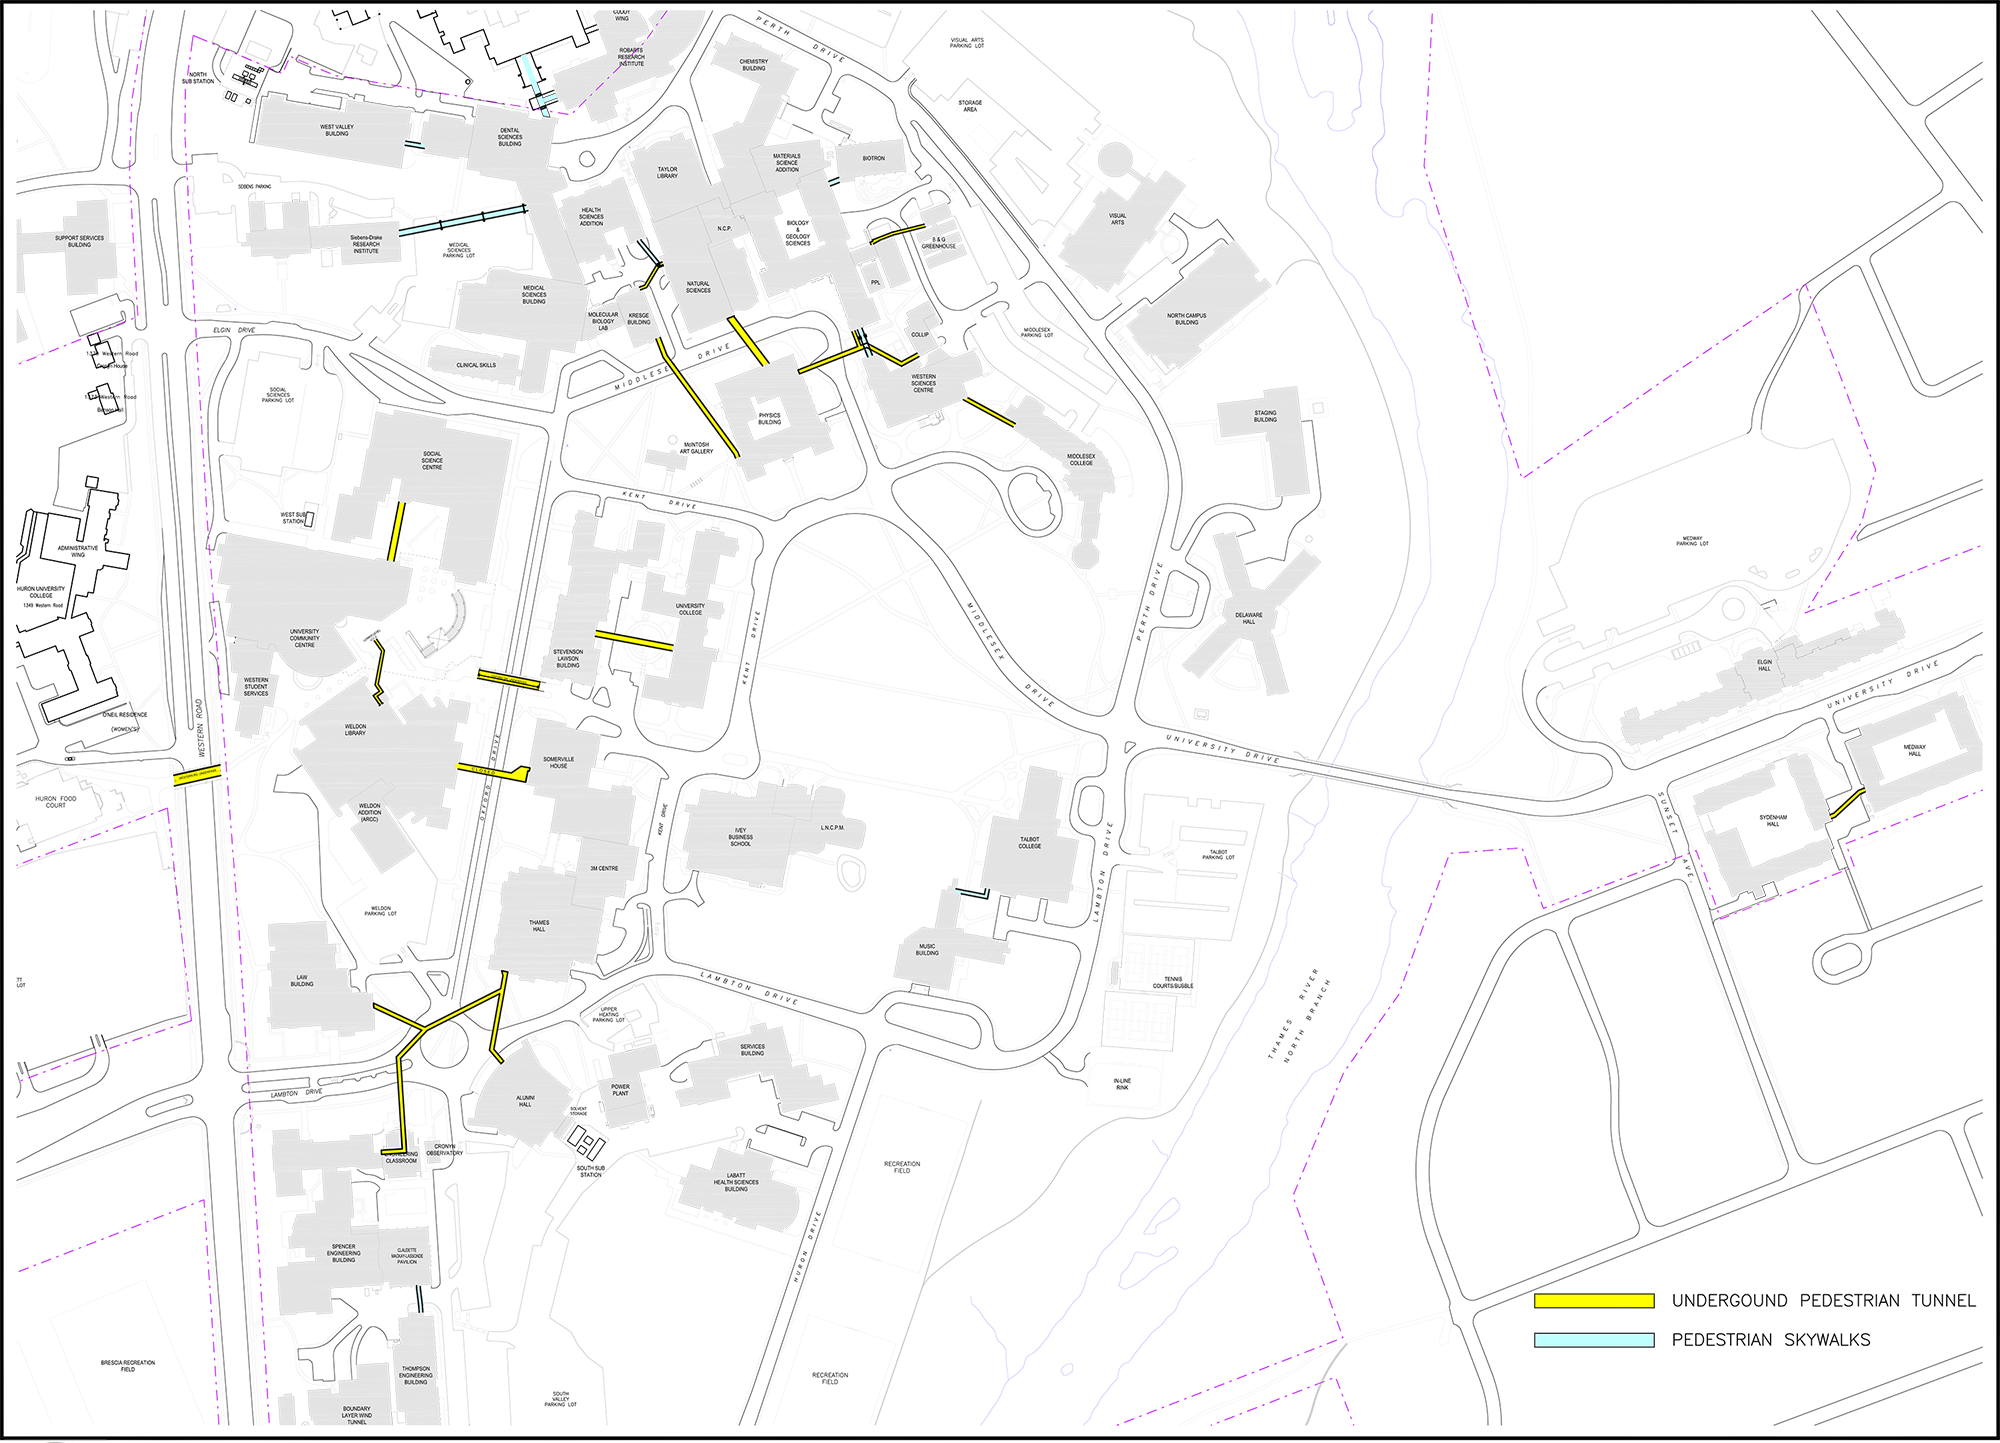 CUDDY
WING
ROBARTS
RESEARCH
INSTITUTE
PERTH DRIVE
VISUAL ARTS
PARKING LOT
CHEMISTRY
BUILDING
NORTH
SUB STATION
STORAGE
AREA
WEST VALLEY
BUILDING
DENTAL
SCIENCES
BUILDING
TAYLOR
LIBRARY
MATERIALS
SCIENCE
ADDITION
BIOTRON
SIEBENS PARKING
HEALTH
SCIENCES
ADDITION
N.C.P.
BIOLOGY
&
GEOLOGY
SCIENCES
VISUAL
ARTS
SUPPORT SERVICES
BUILDING
Siebens-Drake
RESEARCH
INSTITUTE
MEDICAL
SCIENCES
PARKING LOT
B & G
GREENHOUSE
PPL
NATURAL
SCIENCES
MEDICAL
SCIENCES
BUILDING
MOLECULAR
BIOLOGY
LAB
KRESGE
BUILDING
NORTH CAMPUS
BUILDING
ELGIN DRIVE
COLLIP
MIDDLESEX
PARKING LOT
Western Road
House
Western Road
CLINICAL SKILLS
MIDDLESEX DRIVE
WESTERN
SCIENCES
CENTRE
SOCIAL
SCIENCES
PARKING LOT
PHYSICS
BUILDING
STAGING
BUILDING
McINTOSH
ART GALLERY
SOCIAL
SCIENCE
CENTRE
MIDDLESEX
COLLEGE
KENT DRIVE
WEST SUB
STATION
ADMINISTRATIVE
WING
MEDWAY
PARKING LOT
HURON UNIVERSITY
COLLEGE
1349 Western Road
UNIVERSITY
COMMUNITY
CENTRE
UNIVERSITY
COLLEGE
KENT DRIVE
MIDDLESEX DRIVE
PERTH DRIVE
DELAWARE
HALL
STEVENSON
LAWSON
BUILDING
ELGIN
HALL
WESTERN
STUDENT
SERVICES
UNIVERSITY DRIVE
O'NEIL RESIDENCE
(WOMEN'S)
WESTERN ROAD
WELDON
LIBRARY
UNIVERSITY DRIVE
MEDWAY
HALL
SOMERVILLE
HOUSE
CLOSED
OXFORD DRIVE
HURON FOOD
COURT
WELDON
ADDITION
(ARCC)
KENT DRIVE
IVEY
BUSINESS
SCHOOL
L.N.C.P.M.
TALBOT
COLLEGE
LAMBTON DRIVE
TALBOT
PARKING LOT
SUNSET AVE.
SYDENHAM
HALL
3M CENTRE
WELDON
PARKING LOT
THAMES
HALL
MUSIC
BUILDING
LAW
BUILDING
TT
LOT
LAMBTON DRIVE
TENNIS
COURTS/BUBBLE
THAMES RIVER
NORTH BRANCH
UPPER
HEATING
PARKING LOT
SERVICES
BUILDING
IN-LINE
RINK
POWER
PLANT
LAMBTON DRIVE
ALUMNI
HALL
SOLVENT
STORAGE
CRONYN
OBSERVATORY
ENGINEERING
CLASSROOM
SOUTH SUB
STATION
LABATT
HEALTH SCIENCES
BUILDING
RECREATION
FIELD
HURON DRIVE
SPENCER
ENGINEERING
BUILDING
CLAUDETTE
MACKAY-LASSONDE
PAVILION
UNDERGOUND PEDESTRIAN TUNNEL
PEDESTRIAN SKYWALKS
BRESCIA RECREATION
FIELD
THOMPSON
ENGINEERING
BUILDING
RECREATION
FIELD
SOUTH
VALLEY
PARKING LOT
BOUNDARY
LAYER WIND
TUNNEL